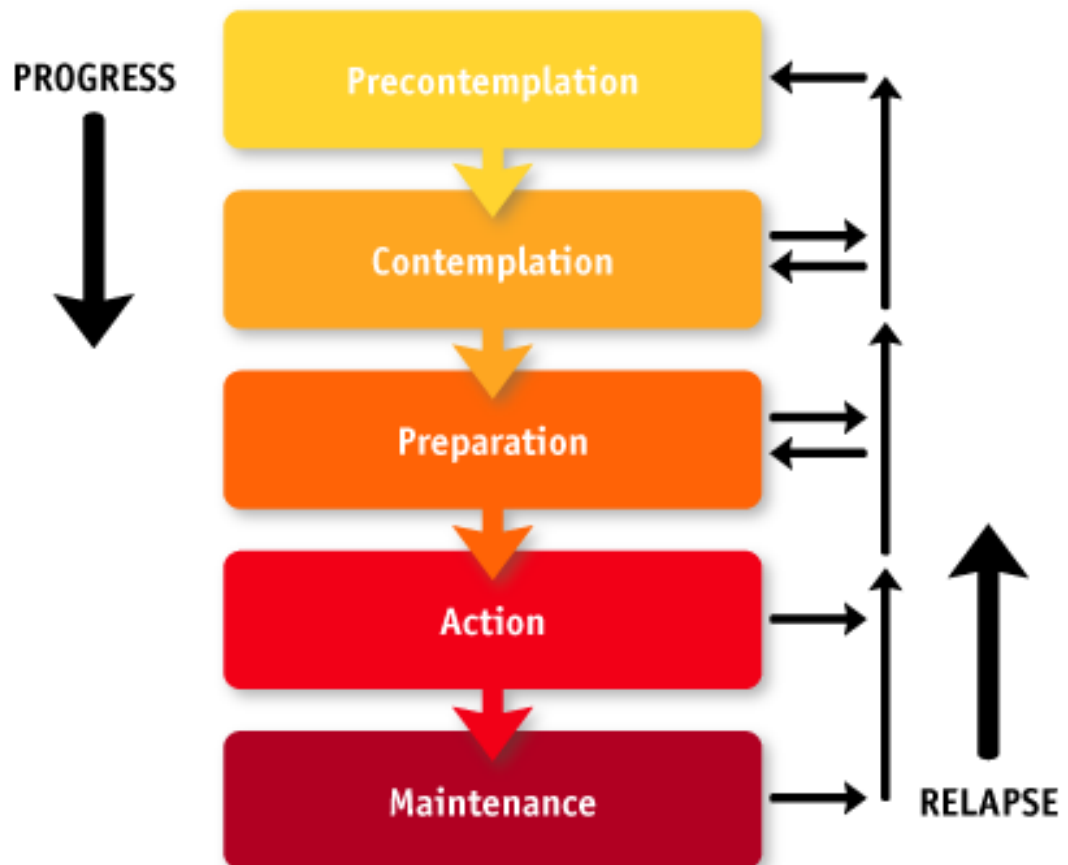 PROGRESS
Precontemplation
Contemplation
Preparation
Action
Maintenance
RELAPSE